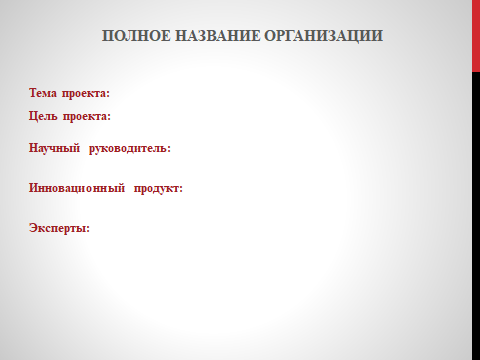 ПОЛНОЕ НАЗВАНИЕ ОРГАНИЗАЦИИ
Тема проекта:
Цель проекта:
Научный руководитель:
Инновационный продукт:
Эксперты: